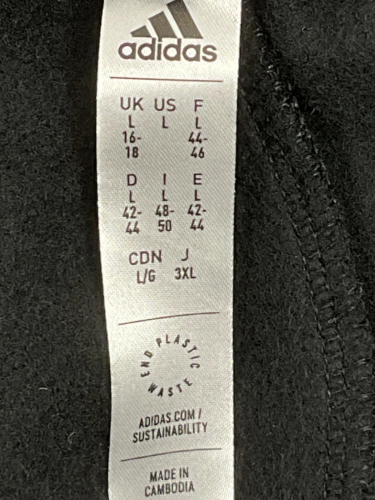 adidas
UK US F
L L L
16- 44-
18 46
D I E
L L L
42- 48- 42-
44 50 44
CDN J
L/G 3XL
END PLASTIC WASTE
ADIDAS.COM/
SUSTAINABILITY
MADE IN
CAMBODIA